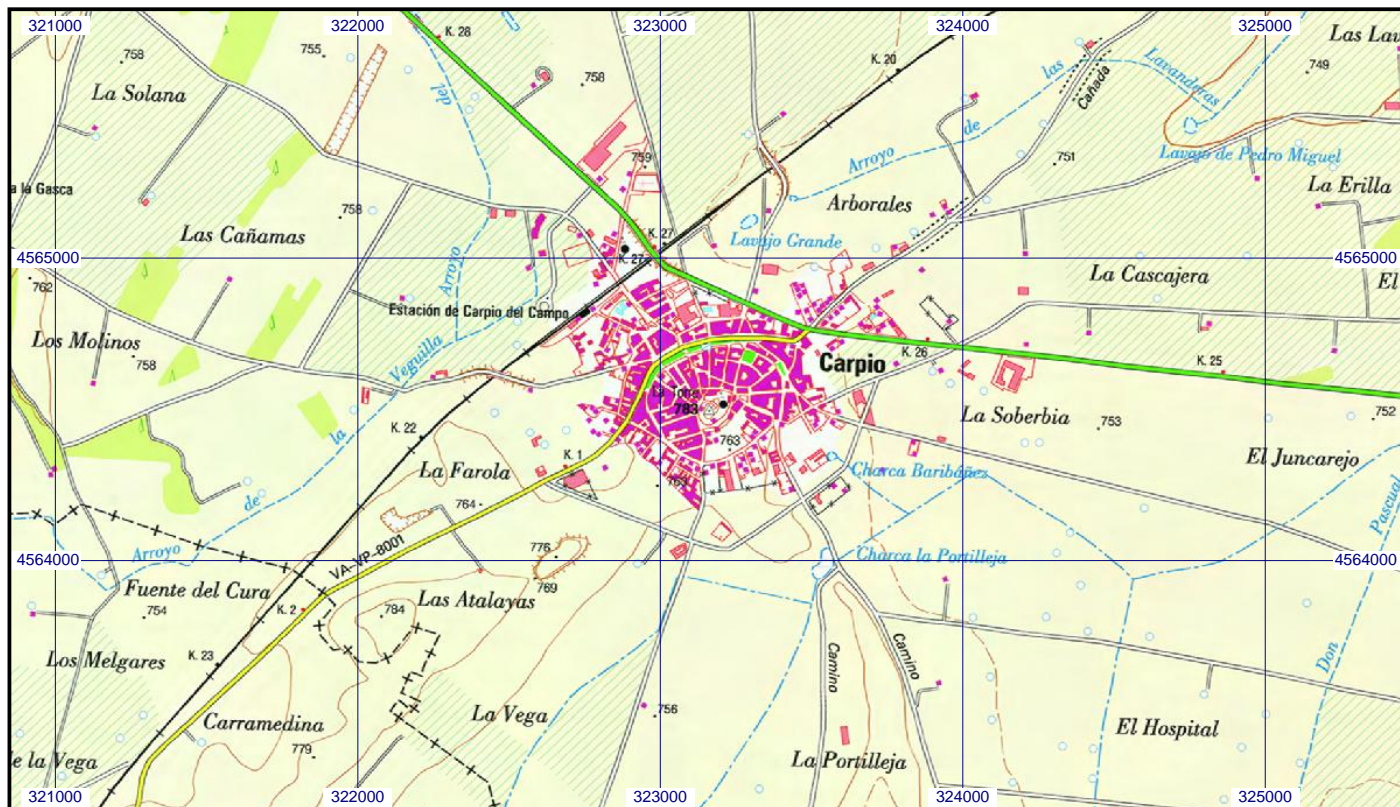 321000
322000
323000
324000
325000
K. 28
Las Lav
758
755
K. 20
749
La Solana
758
del
las
Lavanderas
Cañada
de
759
Arroyo
751
Lavajo de Pedro Miguel
a la Gasca
La Erilla
758
Arborales
Las Cañamas
K. 27
Lavajo Grande
4565000
K. 27
4565000
Arroyo
La Cascajera
El
762
Estación de Carpio del Campo
Los Molinos
758
Veguilla
Carpio
K. 26
K. 25
La Torre
783
La Soberbia
752
753
la
K. 22
763
K. 1
El Juncarejo
La Farola
Charca Baribáñez
764
763
de
Pascual
Arroyo
VA-VP-8001
776
Charca la Portilleja
4564000
4564000
Fuente del Cura
769
Las Atalayas
754
K. 2
784
Los Melgares
K. 23
Camino
Camino
Don
Carramedina
La Vega
756
El Hospital
779
de la Vega
La Portilleja
321000
322000
323000
324000
325000